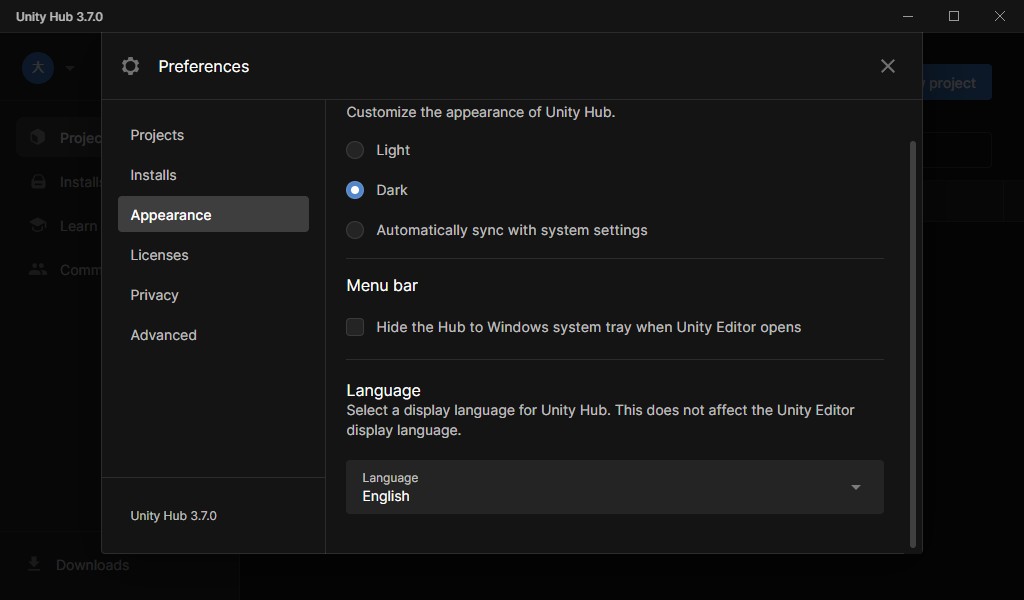 Unity Hub 3.7.0
大
Preferences
project
Projec
Installs
Learn
Comm
Projects
Installs
Appearance
Licenses
Privacy
Advanced
Unity Hub 3.7.0
Customize the appearance of Unity Hub.
Light
Dark
Automatically sync with system settings
Menu bar
Hide the Hub to Windows system tray when Unity Editor opens
Language
Select a display language for Unity Hub. This does not affect the Unity Editor
display language.
Language
English
Downloads